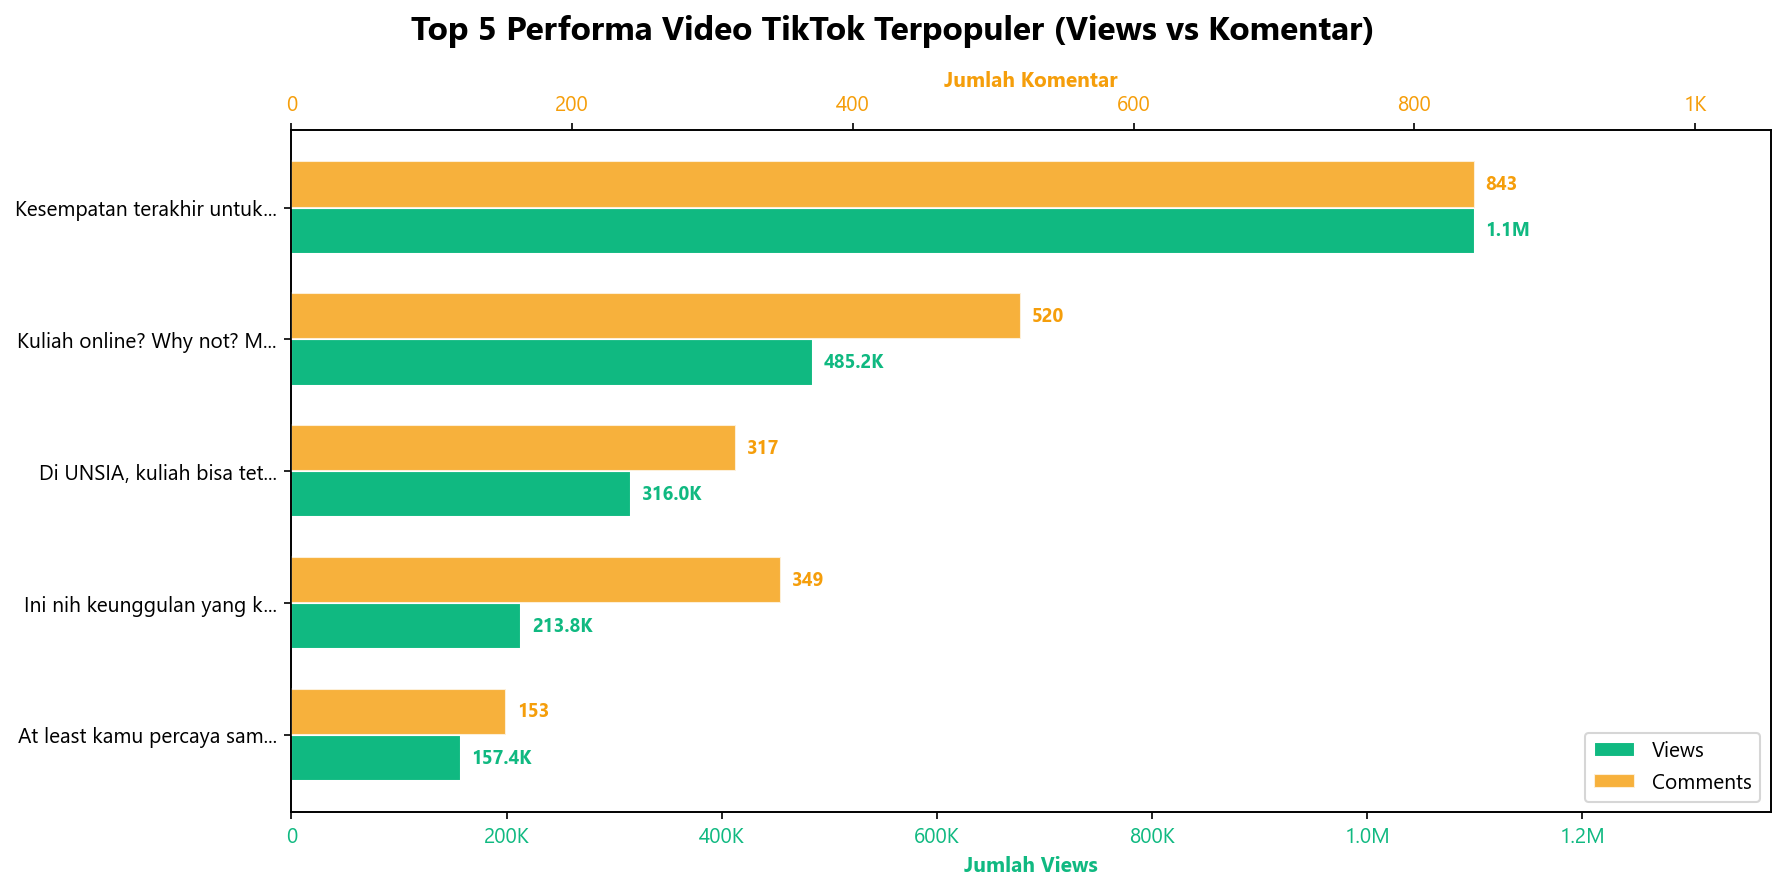 Top 5 Performa Video TikTok Terpopuler (Views vs Komentar)
Jumlah Komentar
0 200 400 600 800 1K
Kesempatan terakhir untuk...
843
1.1M
Kuliah online? Why not? M...
520
485.2K
Di UNSIA, kuliah bisa tet...
317
316.0K
Ini nih keunggulan yang k...
349
213.8K
At least kamu percaya sam...
153
157.4K
Views
Comments
0 200K 400K 600K 800K 1.0M 1.2M
Jumlah Views